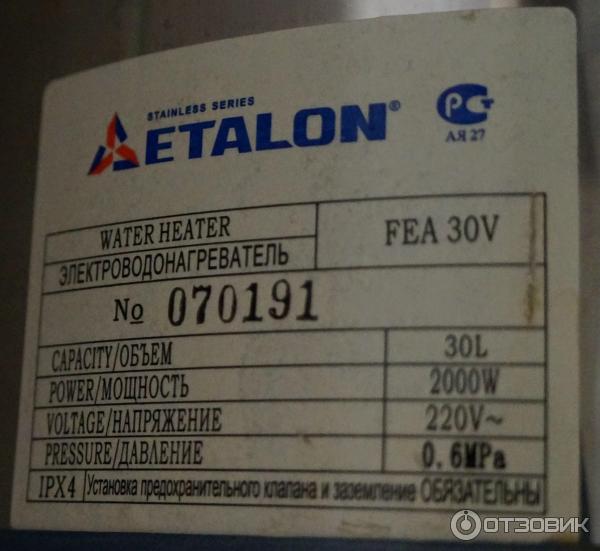 STAINLESS SERIES
ETALON®
РСТ
АЯ 27
WATER HEATER
ЭЛЕКТРОВОДОНАГРЕВАТЕЛЬ
FEA 30V
№ 070191
CAPACITY/ОБЪЕМ 30L
POWER/МОЩНОСТЬ 2000W
VOLTAGE/НАПРЯЖЕНИЕ 220V~
PRESSURE/ДАВЛЕНИЕ 0.6MPa
IPX4 Установка предохранительного клапана и заземление ОБЯЗАТЕЛЬНЫ
ОТЗОВИК